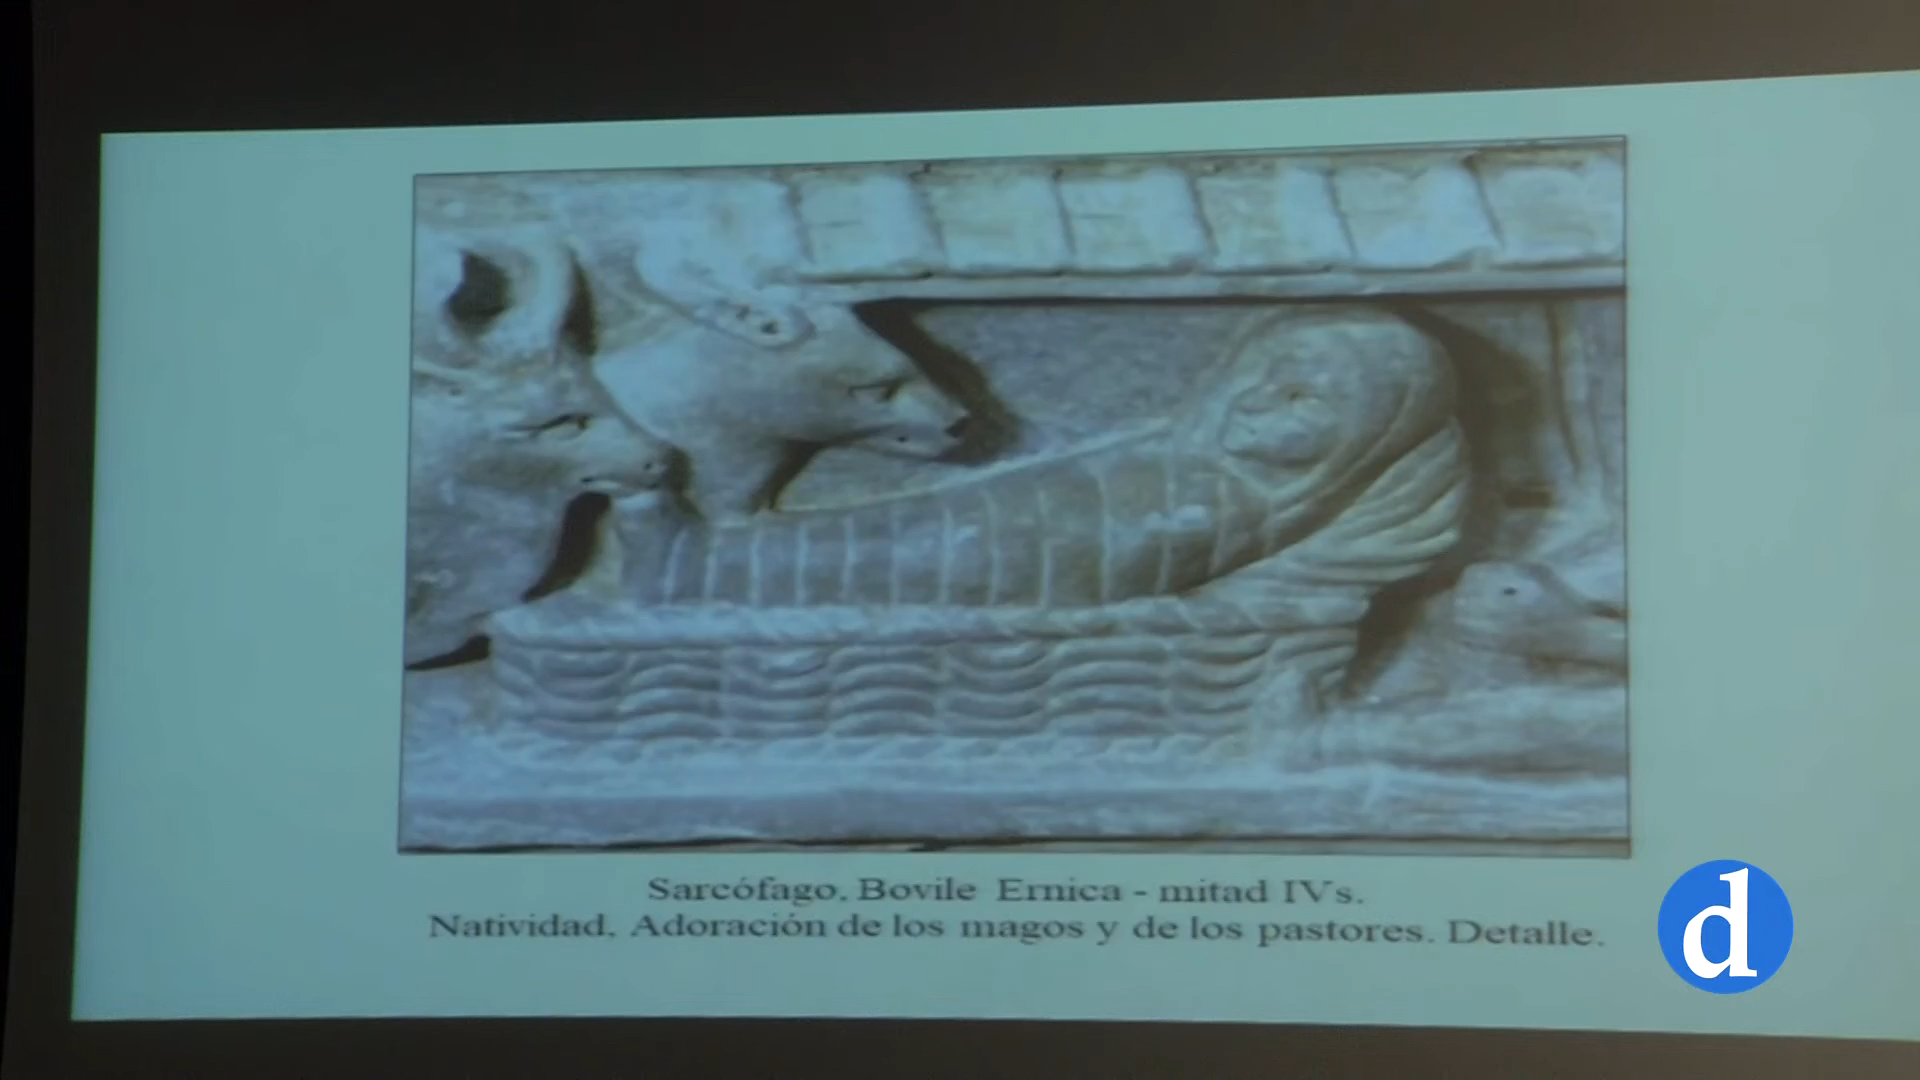 Sarcófago. Bovile Ernica - mitad IVs.
Natividad. Adoración de los magos y de los pastores. Detalle.
d